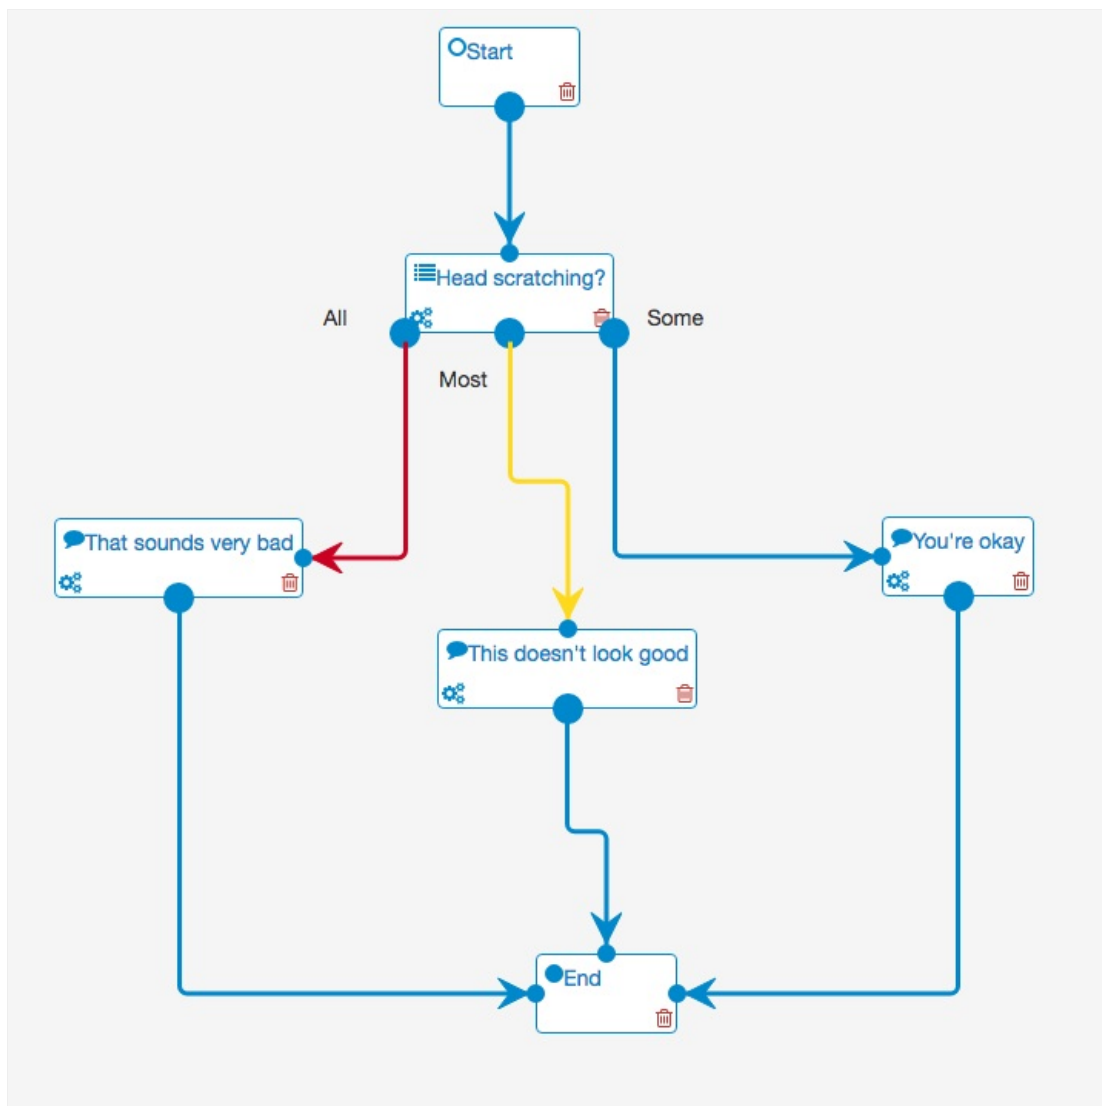 Start
Head scratching?
All
Some
Most
That sounds very bad
You're okay
This doesn't look good
End